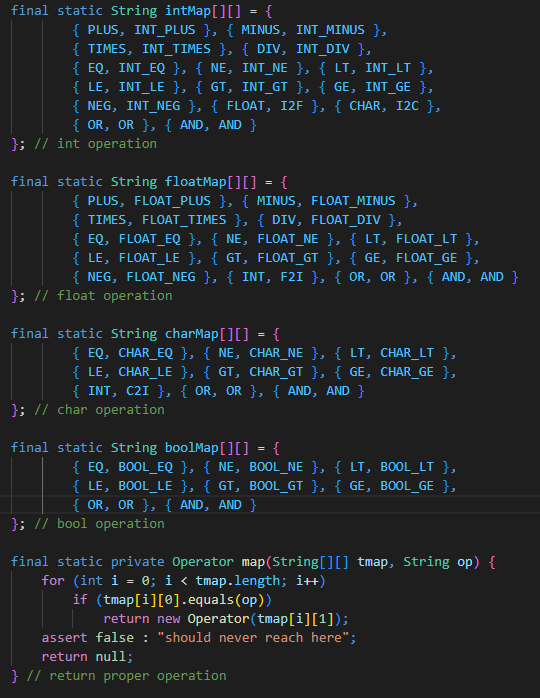 final static String intMap[][] = {
{ PLUS, INT_PLUS }, { MINUS, INT_MINUS },
{ TIMES, INT_TIMES }, { DIV, INT_DIV },
{ EQ, INT_EQ }, { NE, INT_NE }, { LT, INT_LT },
{ LE, INT_LE }, { GT, INT_GT }, { GE, INT_GE },
{ NEG, INT_NEG }, { FLOAT, I2F }, { CHAR, I2C },
{ OR, OR }, { AND, AND }
}; // int operation
final static String floatMap[][] = {
{ PLUS, FLOAT_PLUS }, { MINUS, FLOAT_MINUS },
{ TIMES, FLOAT_TIMES }, { DIV, FLOAT_DIV },
{ EQ, FLOAT_EQ }, { NE, FLOAT_NE }, { LT, FLOAT_LT },
{ LE, FLOAT_LE }, { GT, FLOAT_GT }, { GE, FLOAT_GE },
{ NEG, FLOAT_NEG }, { INT, F2I }, { OR, OR }, { AND, AND }
}; // float operation
final static String charMap[][] = {
{ EQ, CHAR_EQ }, { NE, CHAR_NE }, { LT, CHAR_LT },
{ LE, CHAR_LE }, { GT, CHAR_GT }, { GE, CHAR_GE },
{ INT, C2I }, { OR, OR }, { AND, AND }
}; // char operation
final static String boolMap[][] = {
{ EQ, BOOL_EQ }, { NE, BOOL_NE }, { LT, BOOL_LT },
{ LE, BOOL_LE }, { GT, BOOL_GT }, { GE, BOOL_GE },
{ OR, OR }, { AND, AND }
}; // bool operation
final static private Operator map(String[][] tmap, String op) {
for (int i = 0; i < tmap.length; i++)
if (tmap[i][0].equals(op))
return new Operator(tmap[i][1]);
assert false : "should never reach here";
return null;
} // return proper operation